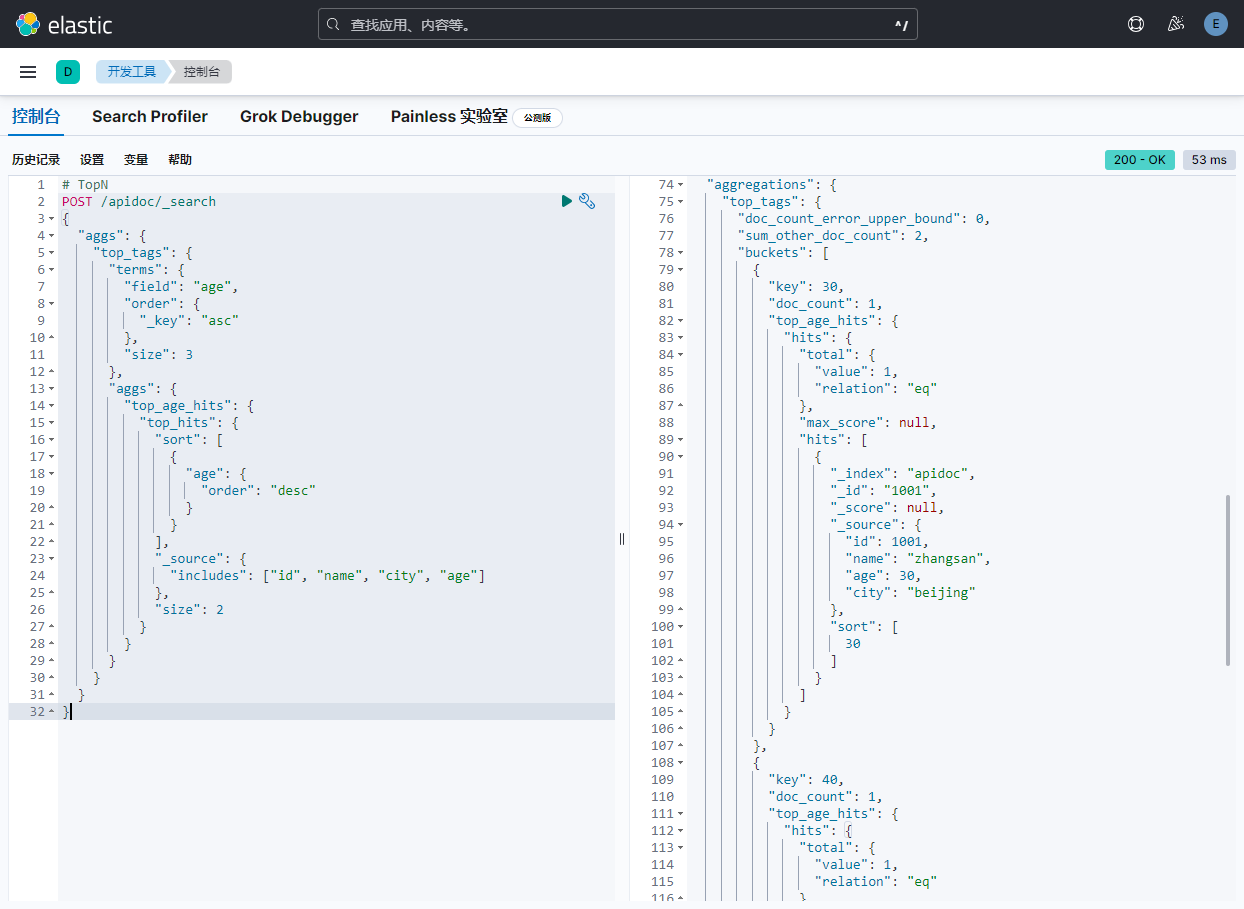 elastic
查找应用、内容等。
^/
E
D
开发工具
控制台
控制台
Search Profiler
Grok Debugger
Painless 实验室
公测版
历史记录
设置
变量
帮助
200 - OK
53 ms
1 # TopN
2 POST /apidoc/_search
3 {
4 "aggs": {
5 "top_tags": {
6 "terms": {
7 "field": "age",
8 "order": {
9 "_key": "asc"
10 },
11 "size": 3
12 },
13 "aggs": {
14 "top_age_hits": {
15 "top_hits": {
16 "sort": [
17 {
18 "age": {
19 "order": "desc"
20 }
21 }
22 ],
23 "_source": {
24 "includes": ["id", "name", "city", "age"]
25 },
26 "size": 2
27 }
28 }
29 }
30 }
31 }
32 }
74 "aggregations": {
75 "top_tags": {
76 "doc_count_error_upper_bound": 0,
77 "sum_other_doc_count": 2,
78 "buckets": [
79 {
80 "key": 30,
81 "doc_count": 1,
82 "top_age_hits": {
83 "hits": {
84 "total": {
85 "value": 1,
86 "relation": "eq"
87 },
88 "max_score": null,
89 "hits": [
90 {
91 "_index": "apidoc",
92 "_id": "1001",
93 "_score": null,
94 "_source": {
95 "id": 1001,
96 "name": "zhangsan",
97 "age": 30,
98 "city": "beijing"
99 },
100 "sort": [
101 30
102 ]
103 }
104 ]
105 }
106 }
107 },
108 {
109 "key": 40,
110 "doc_count": 1,
111 "top_age_hits": {
112 "hits": {
113 "total": {
114 "value": 1,
115 "relation": "eq"
116 }